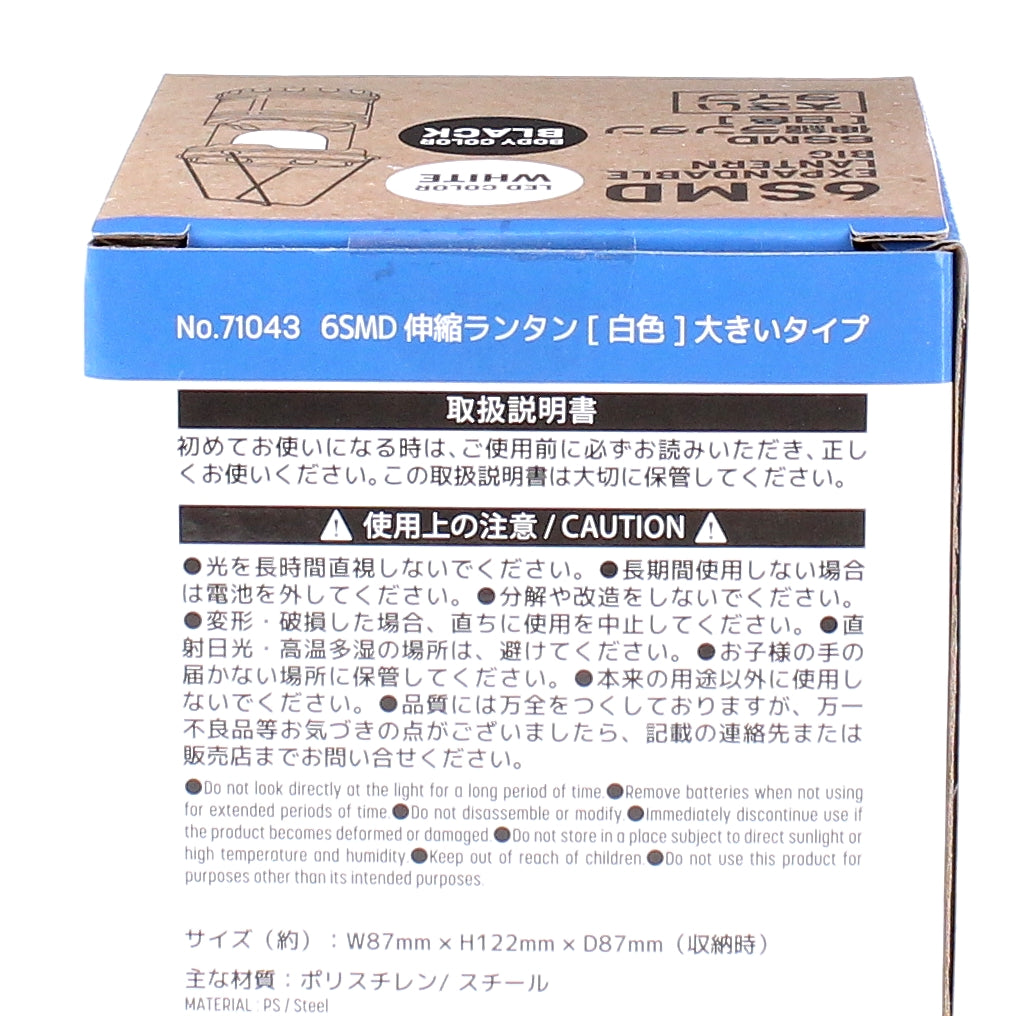 6SMD
EXPANDABLE
LANTERN
BIG
6SMD
伸縮ランタン
[白色]
大きい
タイプ
BODY COLOR
BLACK
LED COLOR
WHITE
No.71043 6SMD 伸縮ランタン [ 白色 ] 大きいタイプ
取扱説明書
初めてお使いになる時は、ご使用前に必ずお読みいただき、正し
くお使いください。この取扱説明書は大切に保管してください。
使用上の注意 / CAUTION
●光を長時間直視しないでください。 ●長期間使用しない場合
は電池を外してください。 ●分解や改造をしないでください。
●変形・破損した場合、直ちに使用を中止してください。 ●直
射日光・高温多湿の場所は、避けてください。 ●お子様の手の
届かない場所に保管してください。 ●本来の用途以外に使用し
ないでください。 ●品質には万全をつくしておりますが、万一
不良品等お気づきの点がございましたら、記載の連絡先または
販売店までお問い合せください。
●Do not look directly at the light for a long period of time.●Remove batteries when not using
for extended periods of time.●Do not disassemble or modify.●Immediately discontinue use if
the product becomes deformed or damaged.●Do not store in a place subject to direct sunlight or
high temperature and humidity.●Keep out of reach of children.●Do not use this product for
purposes other than its intended purposes.
サイズ（約）：W87mm × H122mm × D87mm（収納時）
主な材質：ポリスチレン/ スチール
MATERIAL : PS / Steel